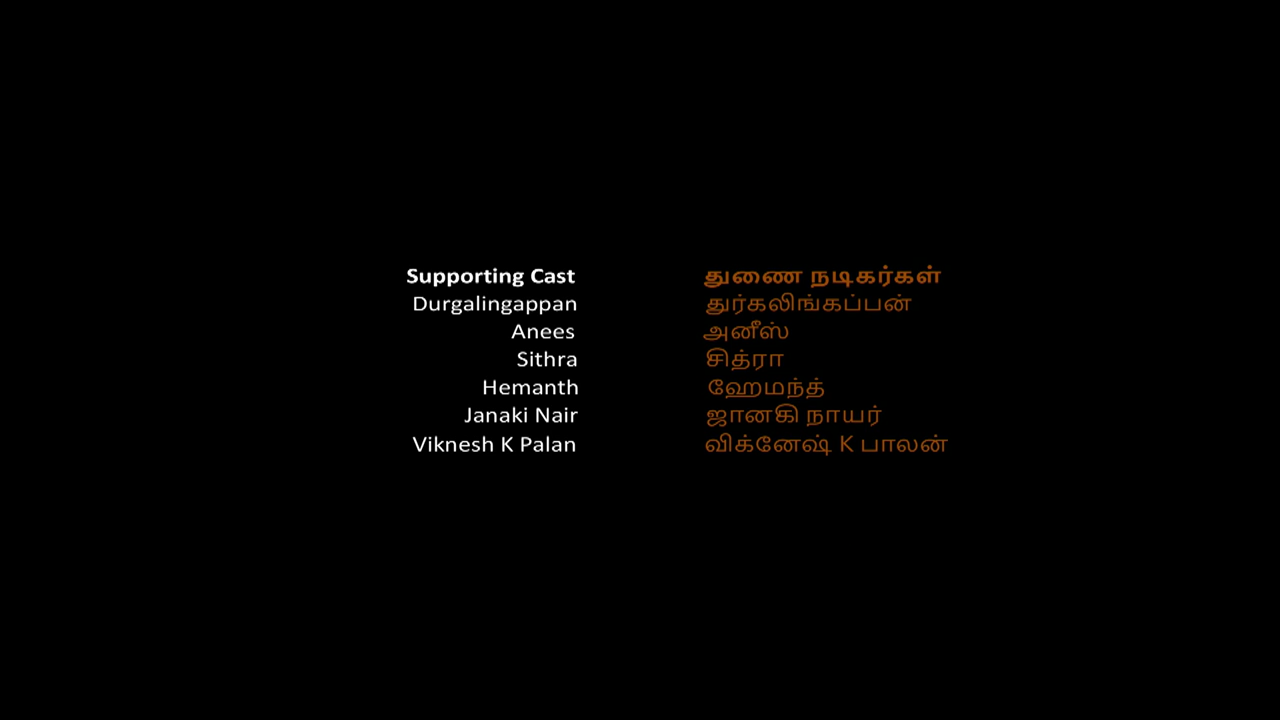 Supporting Cast துணை நடிகர்கள்
Durgalingappan துர்கலிங்கப்பன்
Anees அனீஸ்
Sithra சித்ரா
Hemanth ஹேமந்த்
Janaki Nair ஜானகி நாயர்
Viknesh K Palan விக்னேஷ் K பாலன்